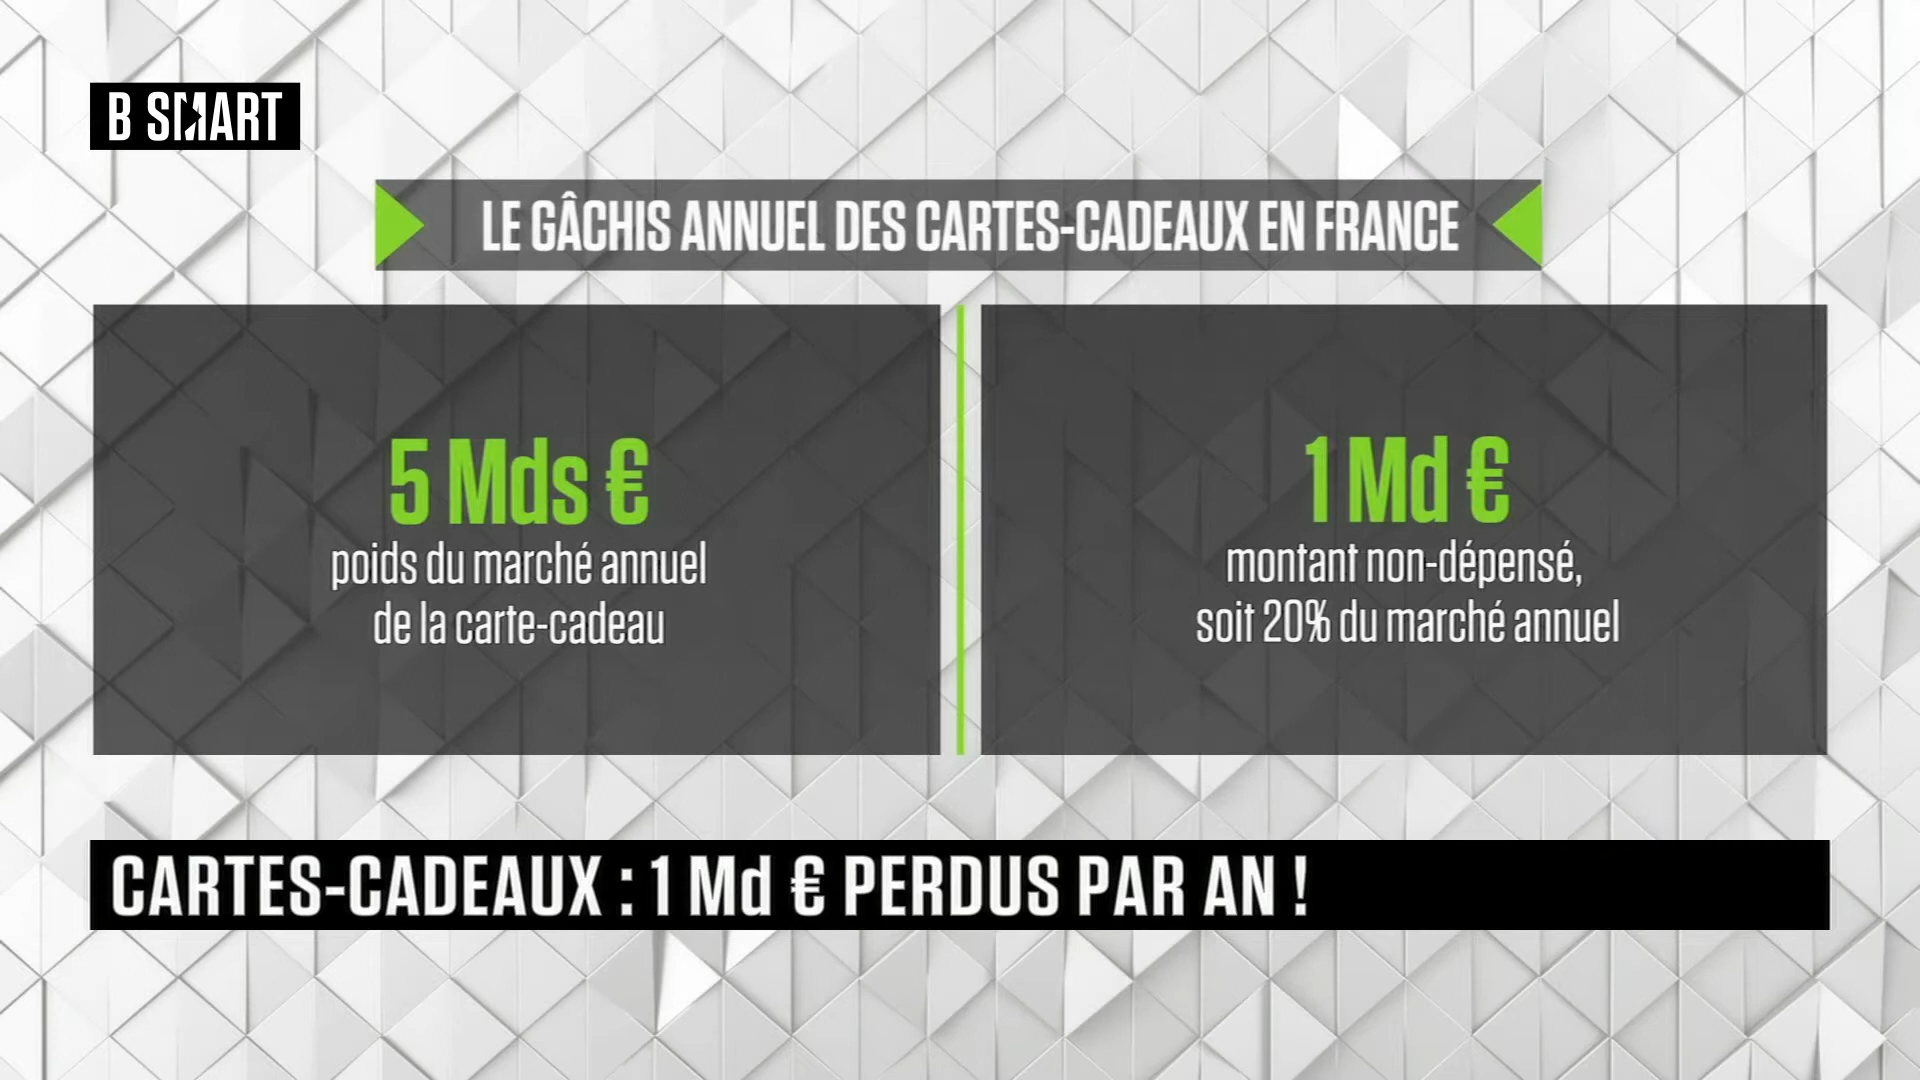 B SMART
LE GÂCHIS ANNUEL DES CARTES-CADEAUX EN FRANCE
5 Mds €
poids du marché annuel
de la carte-cadeau
1 Md €
montant non-dépensé,
soit 20% du marché annuel
CARTES-CADEAUX : 1 Md € PERDUS PAR AN !